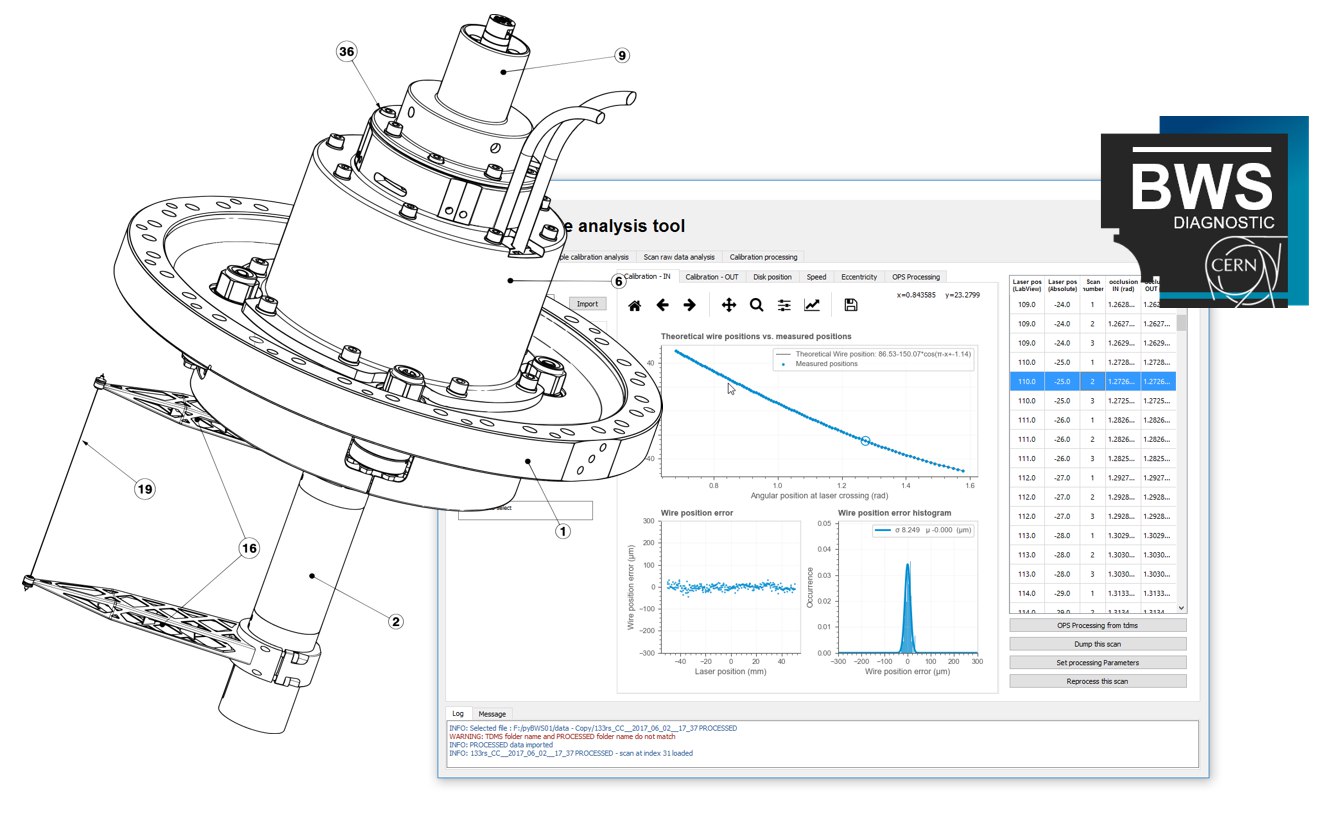 36
9
6
19
16
1
2
BWS
DIAGNOSTIC
CERN
analysis tool
calibration analysis
Scan raw data analysis
Calibration processing
Calibration - IN
Calibration - OUT
Disk position
Speed
Eccentricity
OPS Processing
Import
x=0.843585 y=23.2799
Theoretical wire positions vs. measured positions
Theoretical Wire position: 86.53-150.07*cos(π-x+-1.14)
Measured positions
40
40
0.8 1.0 1.2 1.4 1.6
Angular position at laser crossing (rad)
Wire position error
300
200
100
0
−100
−200
−300
−40 −20 0 20 40
Wire position error (μm)
Laser position (mm)
Wire position error histogram
σ 8.249 μ -0.000 (μm)
0.05
0.04
0.03
0.02
0.01
0.00
−300 −200 −100 0 100 200 300
Occurrence
Wire position error (μm)
Laser pos (LabView) Laser pos (Absolute) Scan number occlusion IN (rad) OUT
109.0 -24.0 1 1.2628... 1.262
109.0 -24.0 2 1.2627... 1.2627...
109.0 -24.0 3 1.2629... 1.2629...
110.0 -25.0 1 1.2728... 1.2728...
110.0 -25.0 2 1.2726... 1.2726...
110.0 -25.0 3 1.2725... 1.2725...
111.0 -26.0 1 1.2826... 1.2826...
111.0 -26.0 2 1.2826... 1.2826...
111.0 -26.0 3 1.2825... 1.2825...
112.0 -27.0 1 1.2927... 1.2927...
112.0 -27.0 2 1.2928... 1.2928...
112.0 -27.0 3 1.2928... 1.2928...
113.0 -28.0 1 1.3029... 1.3029...
113.0 -28.0 2 1.3030... 1.3030...
113.0 -28.0 3 1.3030... 1.3030...
114.0 -29.0 1 1.3133... 1.3133...
114.0 -29.0 2 1.3134 1.3134
OPS Processing from tdms
Dump this scan
Set processing Parameters
Reprocess this scan
Log
Message
INFO: Selected file : F:/pyBWS01/data - Copy/133rs_CC__2017_06_02__17_37 PROCESSED
WARNING: TDMS folder name and PROCESSED folder name do not match
INFO: PROCESSED data imported
INFO: 133rs_CC__2017_06_02__17_37 PROCESSED - scan at index 31 loaded